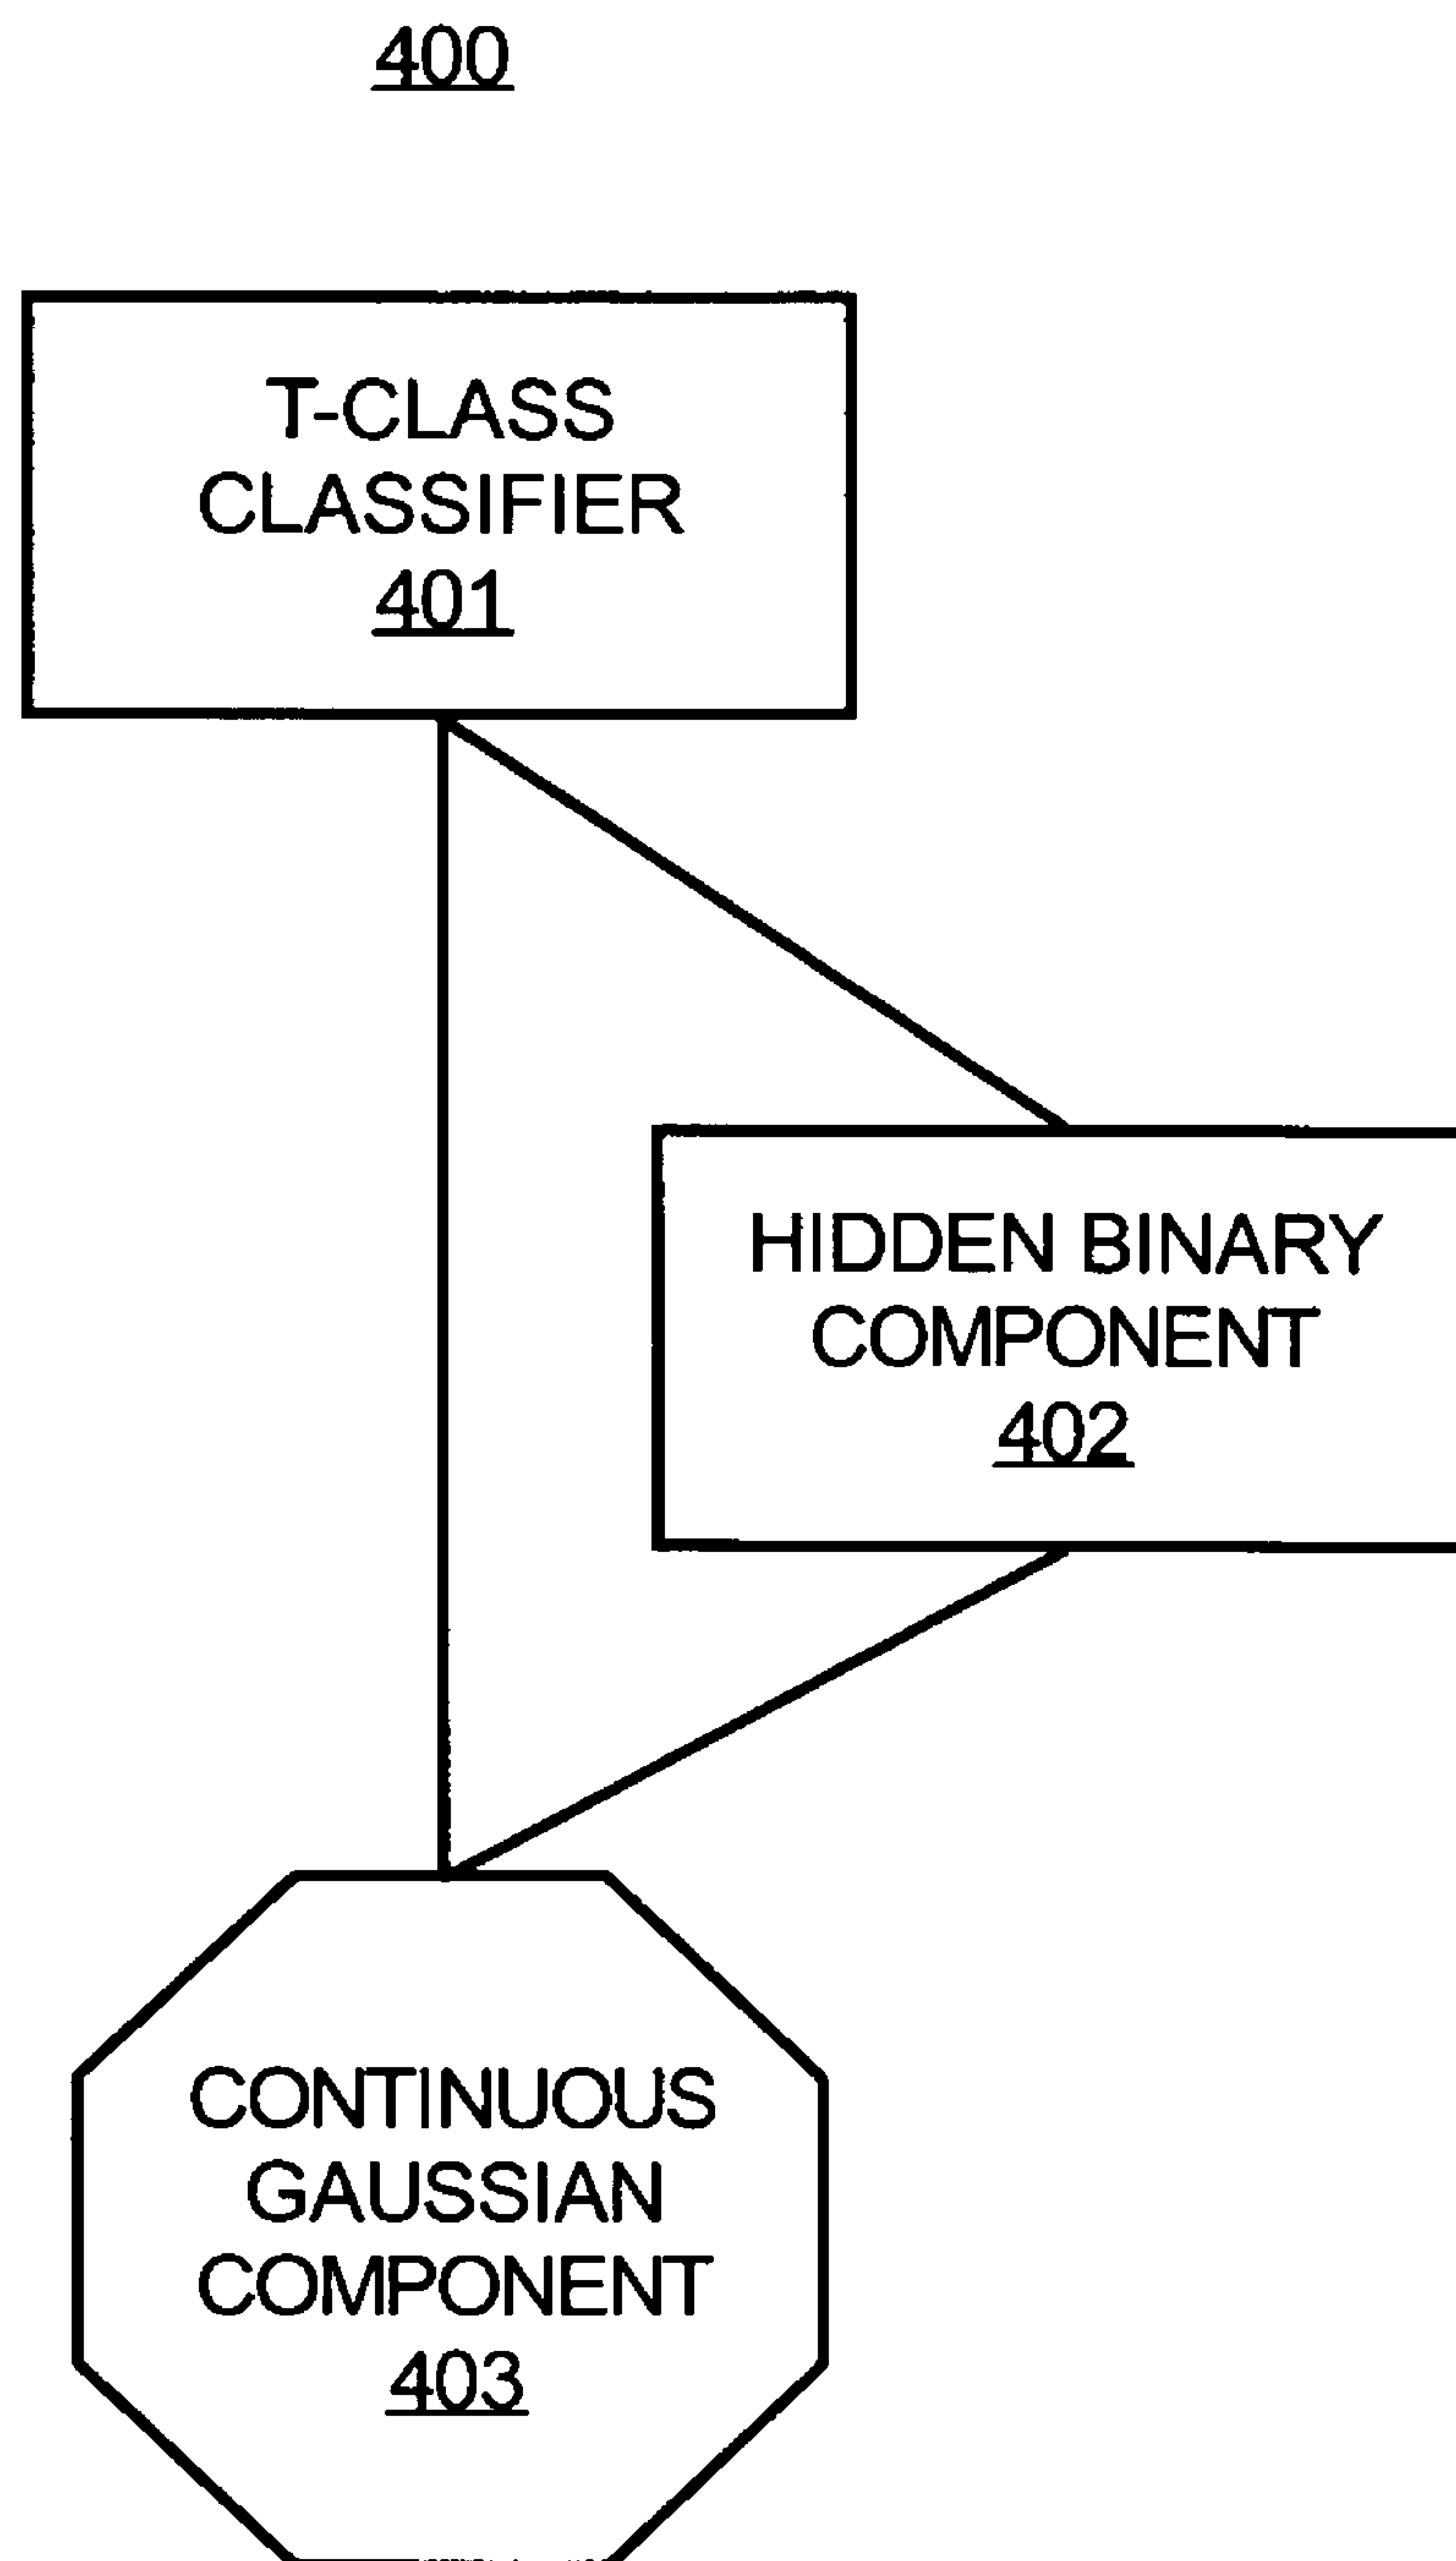 400
T-CLASS
CLASSIFIER
401
HIDDEN BINARY
COMPONENT
402
CONTINUOUS
GAUSSIAN
COMPONENT
403